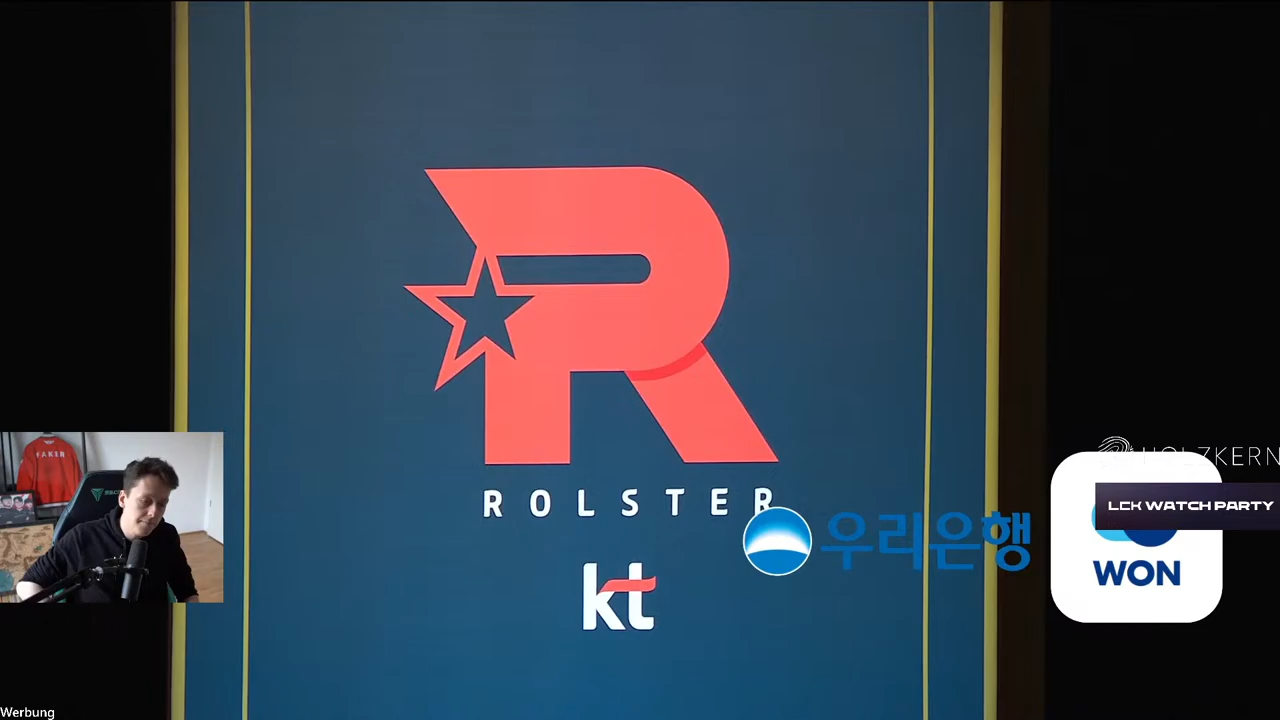 FAKER
HOLZKERN
LCK WATCH PARTY
ROLSTER
우리은행
WON
kt
Werbung